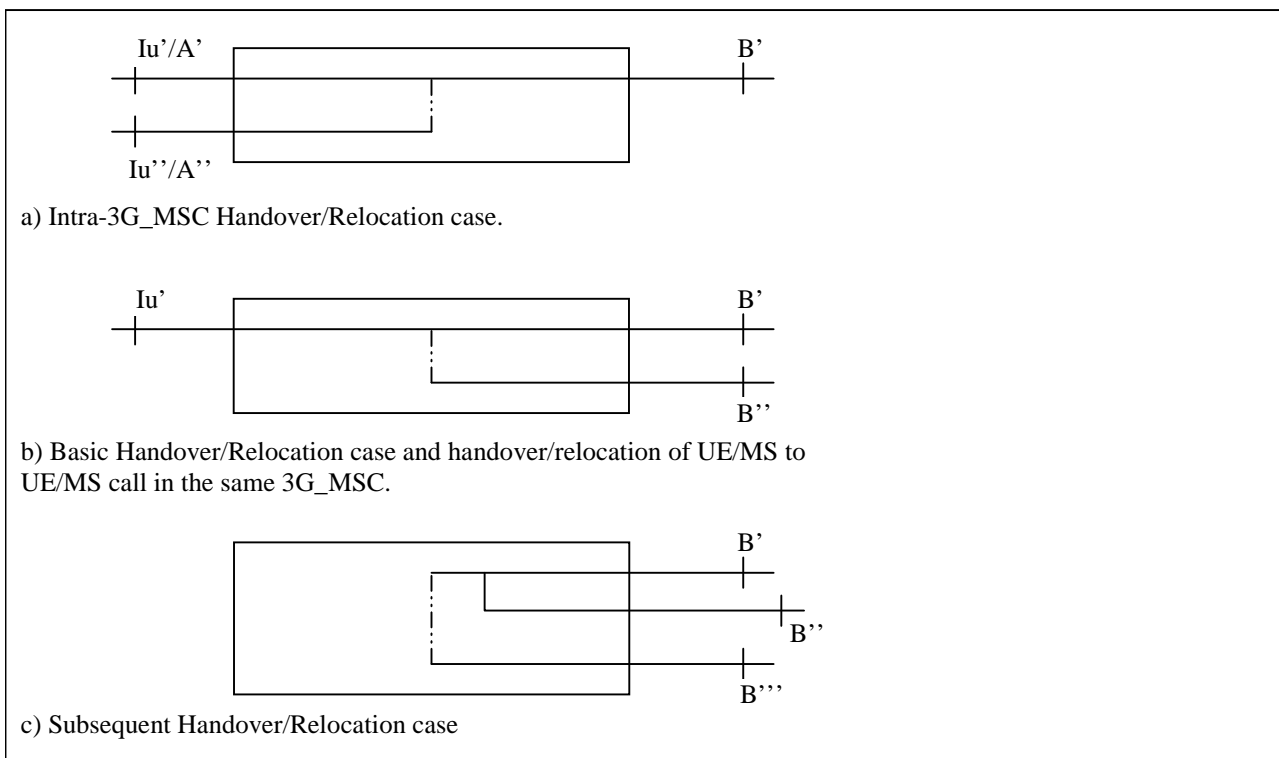 Iu’/A’
B’
Iu’’/A’’
a) Intra-3G_MSC Handover/Relocation case.
Iu’
B’
B’’
b) Basic Handover/Relocation case and handover/relocation of UE/MS to
UE/MS call in the same 3G_MSC.
B’
B’’
B’’’
c) Subsequent Handover/Relocation case